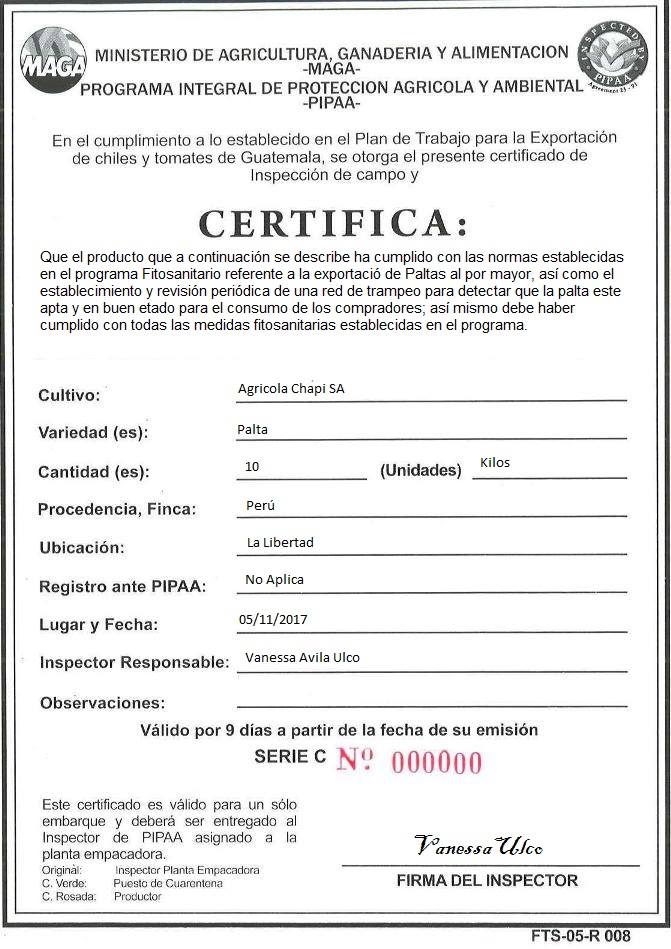 MAGA
MINISTERIO DE AGRICULTURA, GANADERIA Y ALIMENTACION
-MAGA-
PROGRAMA INTEGRAL DE PROTECCION AGRICOLA Y AMBIENTAL
-PIPAA-
INSPECTED BY
PIPAA
En el cumplimiento a lo establecido en el Plan de Trabajo para la Exportación
de chiles y tomates de Guatemala, se otorga el presente certificado de
Inspección de campo y
CERTIFICA:
Que el producto que a continuación se describe ha cumplido con las normas establecidas
en el programa Fitosanitario referente a la exportació de Paltas al por mayor, así como el
establecimiento y revisión periódica de una red de trampeo para detectar que la palta este
apta y en buen etado para el consumo de los compradores; así mismo debe haber
cumplido con todas las medidas fitosanitarias establecidas en el programa.
Cultivo: Agricola Chapi SA
Variedad (es): Palta
Cantidad (es): 10 (Unidades) Kilos
Procedencia, Finca: Perú
Ubicación: La Libertad
Registro ante PIPAA: No Aplica
Lugar y Fecha: 05/11/2017
Inspector Responsable: Vanessa Avila Ulco
Observaciones:
Válido por 9 días a partir de la fecha de su emisión
SERIE C Nº 000000
Este certificado es válido para un sólo
embarque y deberá ser entregado al
Inspector de PIPAA asignado a la
planta empacadora.
Original: Inspector Planta Empacadora
C. Verde: Puesto de Cuarentena
C. Rosada: Productor
Vanessa Ulco
FIRMA DEL INSPECTOR
FTS-05-R 008